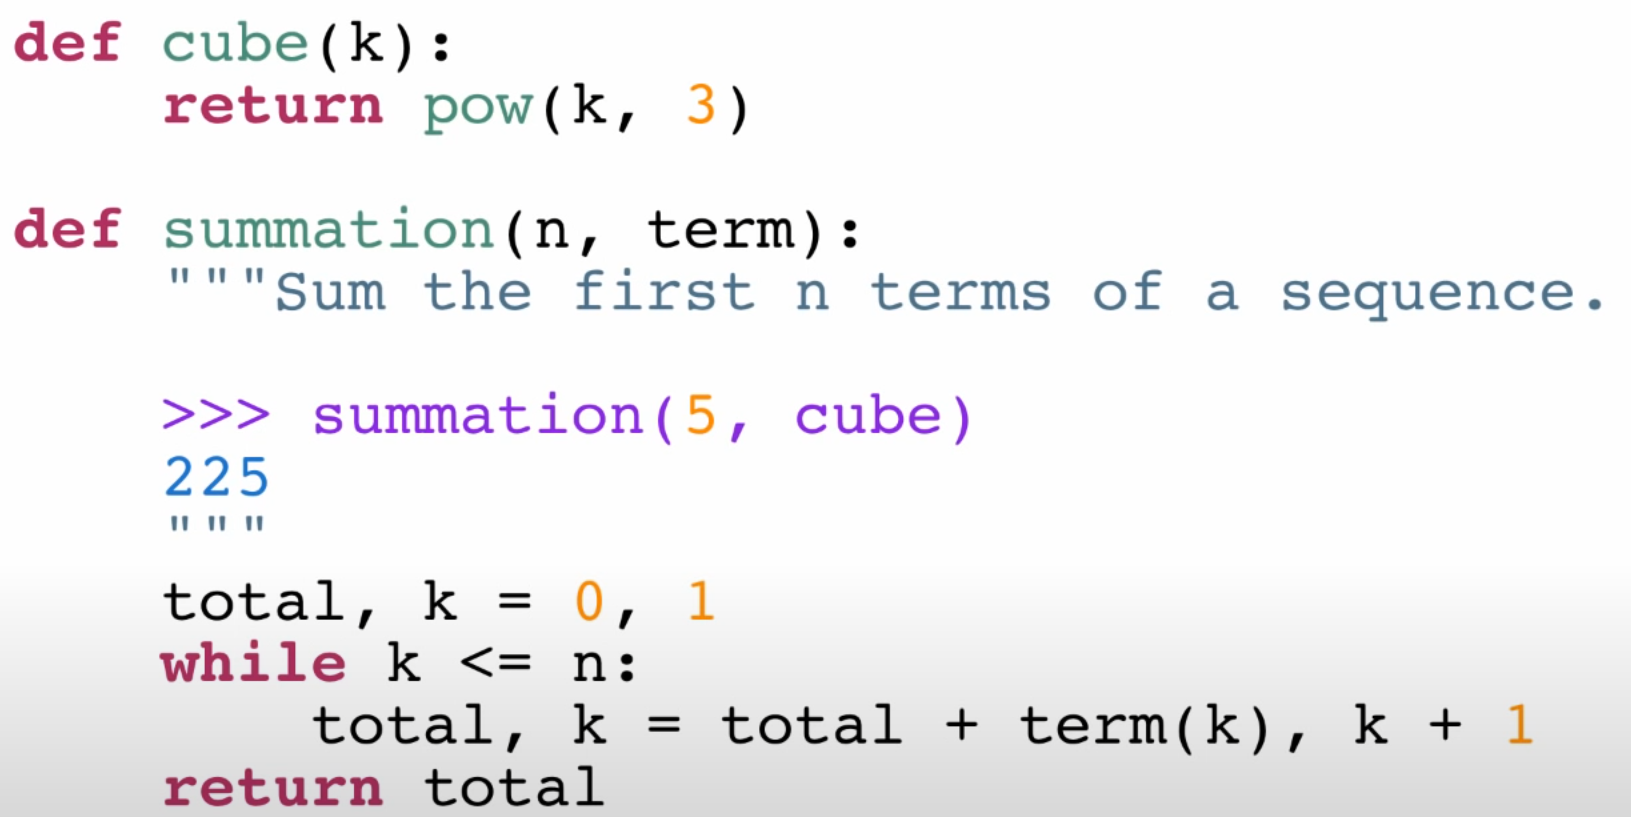 def cube(k):
    return pow(k, 3)

def summation(n, term):
    """Sum the first n terms of a sequence.

    >>> summation(5, cube)
    225
    """
    total, k = 0, 1
    while k <= n:
        total, k = total + term(k), k + 1
    return total